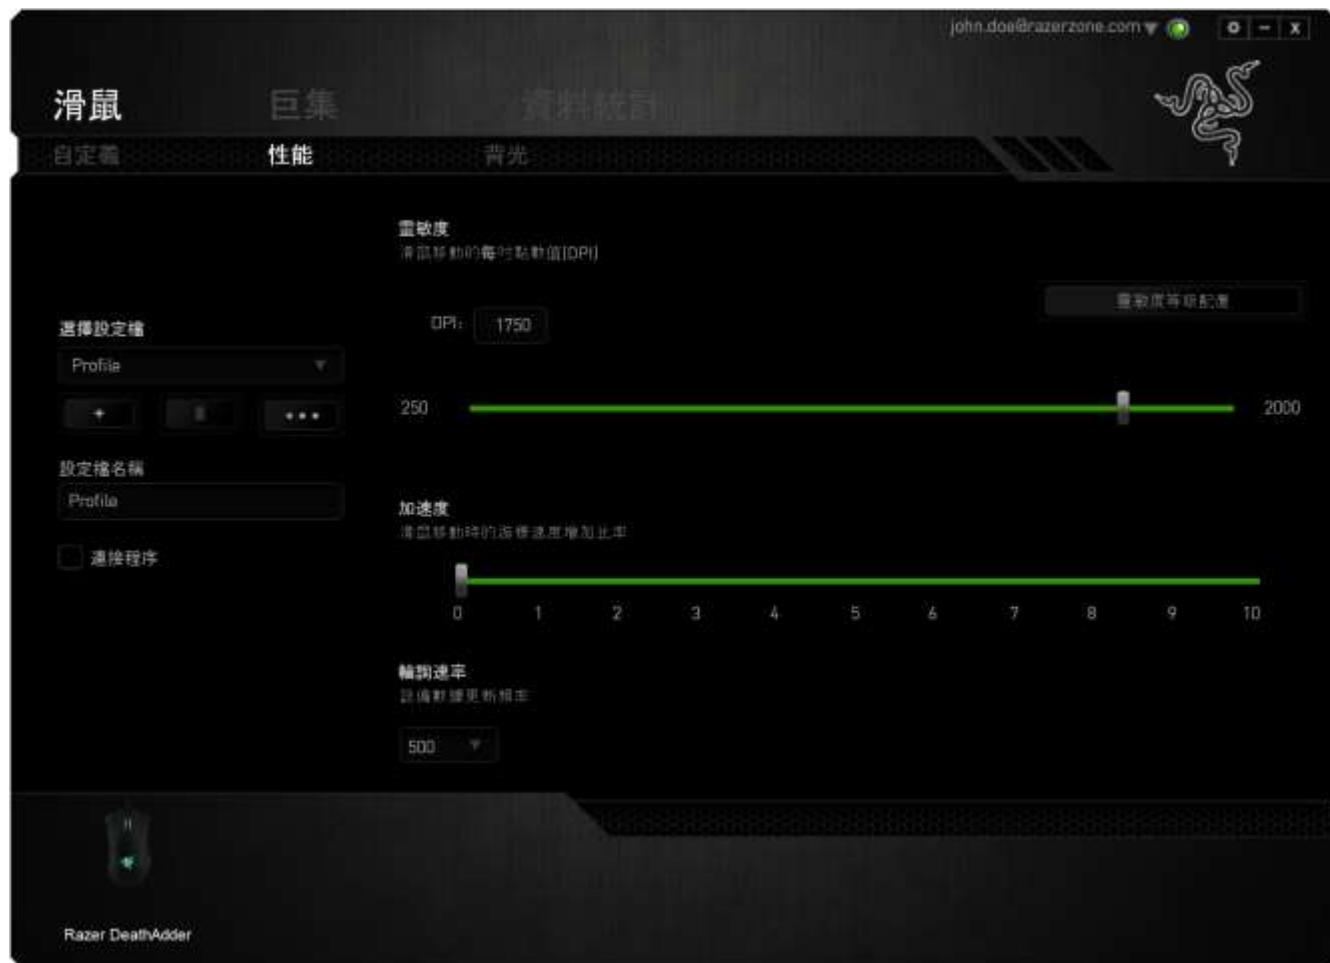 john.doe@razerzone.com
滑鼠 巨集 資料統計
自定義 性能 背光
靈敏度
滑鼠移動的每吋點數值(DPI)
靈敏度等級配置
選擇設定檔
DPI: 1750
Profile
250 2000
設定檔名稱
Profile
加速度
滑鼠移動時的游標速度增加比率
連接程序
0 1 2 3 4 5 6 7 8 9 10
輪詢速率
設備數據更新頻率
500
Razer DeathAdder